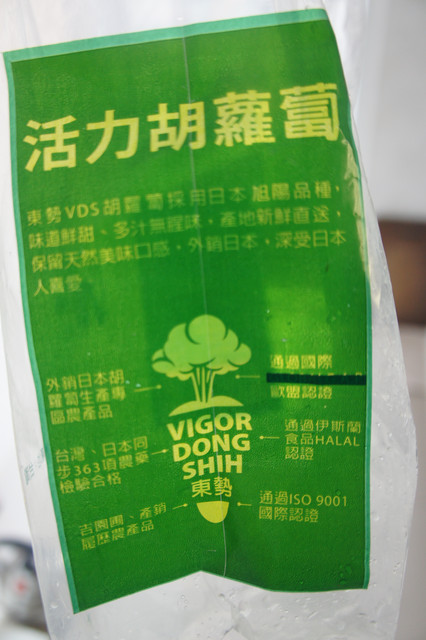 活力胡蘿蔔
東勢VDS胡蘿蔔採用日本旭陽品種，
味道鮮甜、多汁無腥味，產地新鮮直送，
保留天然美味口感，外銷日本，深受日本
人喜愛。
外銷日本胡
蘿蔔生產專
區農產品
台灣、日本同
步363項農藥
檢驗合格
吉園圃、產銷
履歷農產品
VIGOR
DONG
SHIH
東勢
通過國際
歐盟認證
通過伊斯蘭
食品HALAL
認證
通過ISO 9001
國際認證